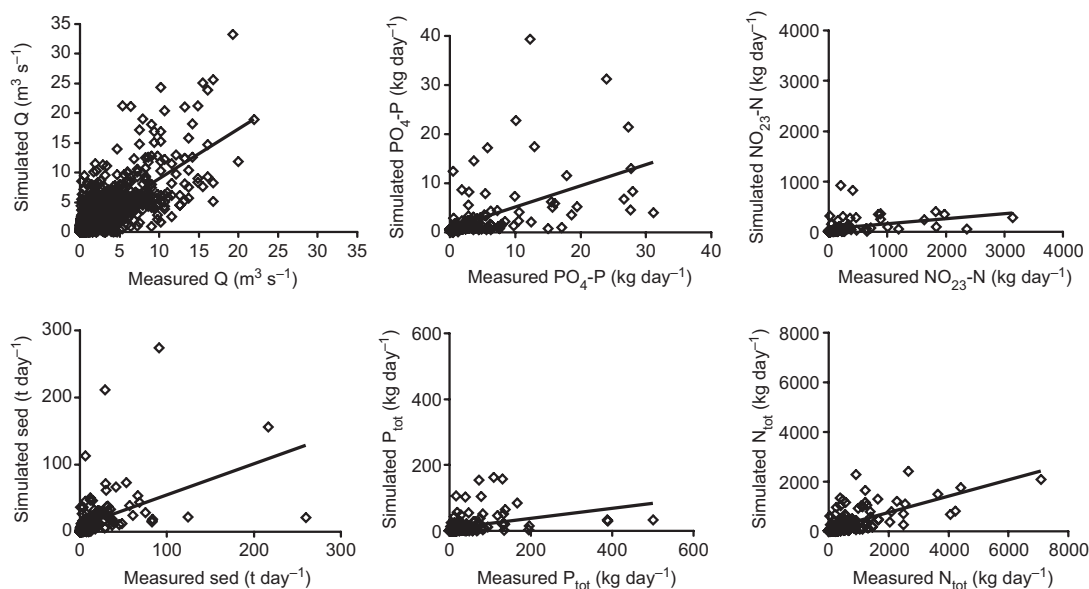 Simulated Q (m³ s⁻¹)
35
30
25
20
15
10
5
0
0 5 10 15 20 25 30 35
Measured Q (m³ s⁻¹)
Simulated PO₄-P (kg day⁻¹)
40
30
20
10
0
0 10 20 30 40
Measured PO₄-P (kg day⁻¹)
Simulated NO₂₃-N (kg day⁻¹)
4000
3000
2000
1000
0
0 1000 2000 3000 4000
Measured NO₂₃-N (kg day⁻¹)
Simulated sed (t day⁻¹)
300
200
100
0
0 100 200 300
Measured sed (t day⁻¹)
Simulated Pₜₒₜ (kg day⁻¹)
600
400
200
0
0 200 400 600
Measured Pₜₒₜ (kg day⁻¹)
Simulated Nₜₒₜ (kg day⁻¹)
8000
6000
4000
2000
0
0 2000 4000 6000 8000
Measured Nₜₒₜ (kg day⁻¹)